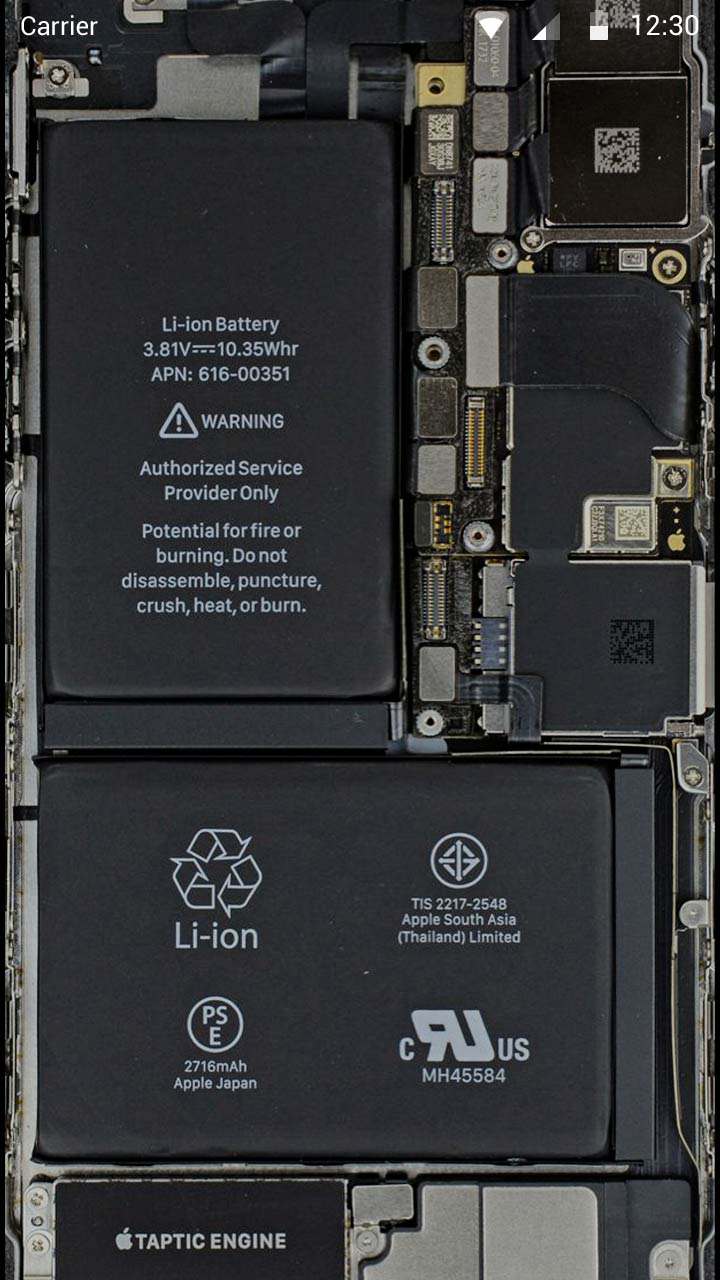 Carrier
12:30
Li-ion Battery
3.81V⎓10.35Whr
APN: 616-00351
WARNING
Authorized Service
Provider Only
Potential for fire or
burning. Do not
disassemble, puncture,
crush, heat, or burn.
Li-ion
TIS 2217-2548
Apple South Asia
(Thailand) Limited
PS
E
2716mAh
Apple Japan
c RU US
MH45584
TAPTIC ENGINE